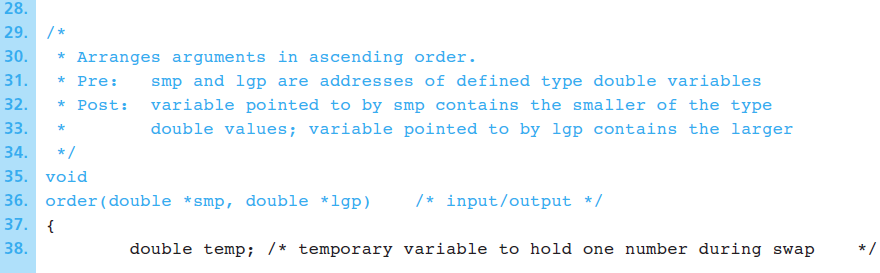 28.
29. /*
30.  * Arranges arguments in ascending order.
31.  * Pre:   smp and lgp are addresses of defined type double variables
32.  * Post:  variable pointed to by smp contains the smaller of the type
33.  *        double values; variable pointed to by lgp contains the larger
34.  */
35. void
36. order(double *smp, double *lgp)    /* input/output */
37. {
38.         double temp; /* temporary variable to hold one number during swap    */